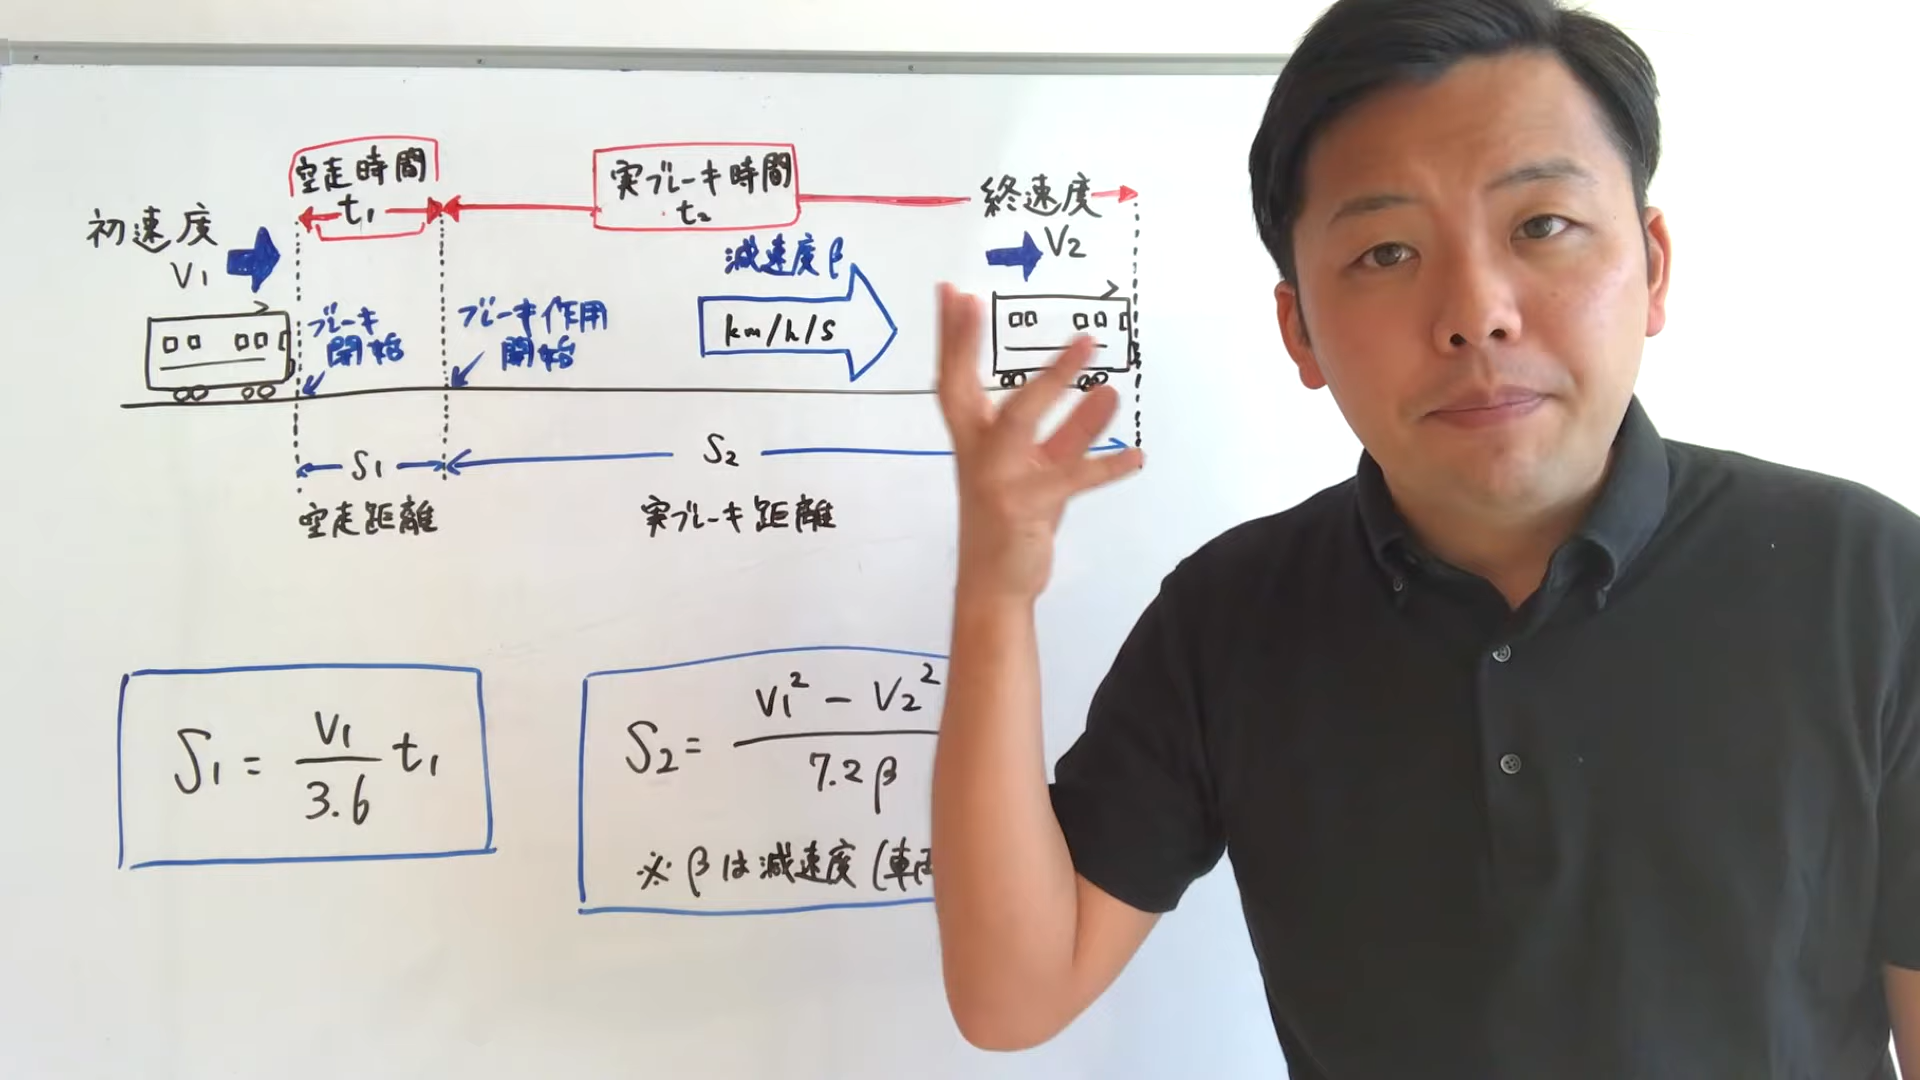 空走時間
t₁
実ブレーキ時間
t₂
初速度
V₁
終速度
V₂
減速度β
km/h/s
ブレーキ
開始
ブレーキ作用
開始
S₁
S₂
空走距離
実ブレーキ距離
S₁ = V₁/3.6 t₁
S₂ = V₁² - V₂²/7.2β
※βは減速度(車両